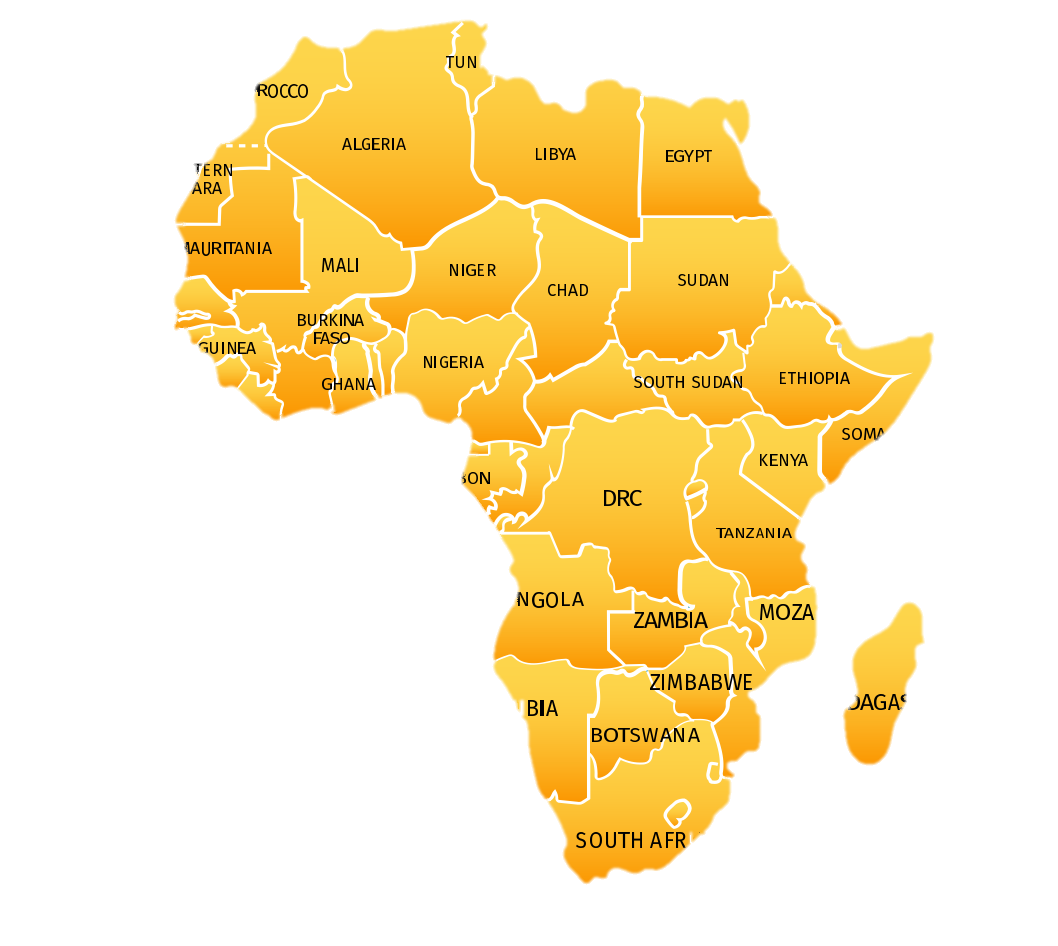 TUN
ROCCO
ALGERIA
LIBYA
EGYPT
TERN
ARA
MAURITANIA
MALI
NIGER
CHAD
SUDAN
BURKINA
FASO
GUINEA
NIGERIA
GHANA
SOUTH SUDAN
ETHIOPIA
SOMA
KENYA
BON
DRC
TANZANIA
NGOLA
ZAMBIA
MOZA
ZIMBABWE
BIA
DAGAS
BOTSWANA
SOUTH AFR